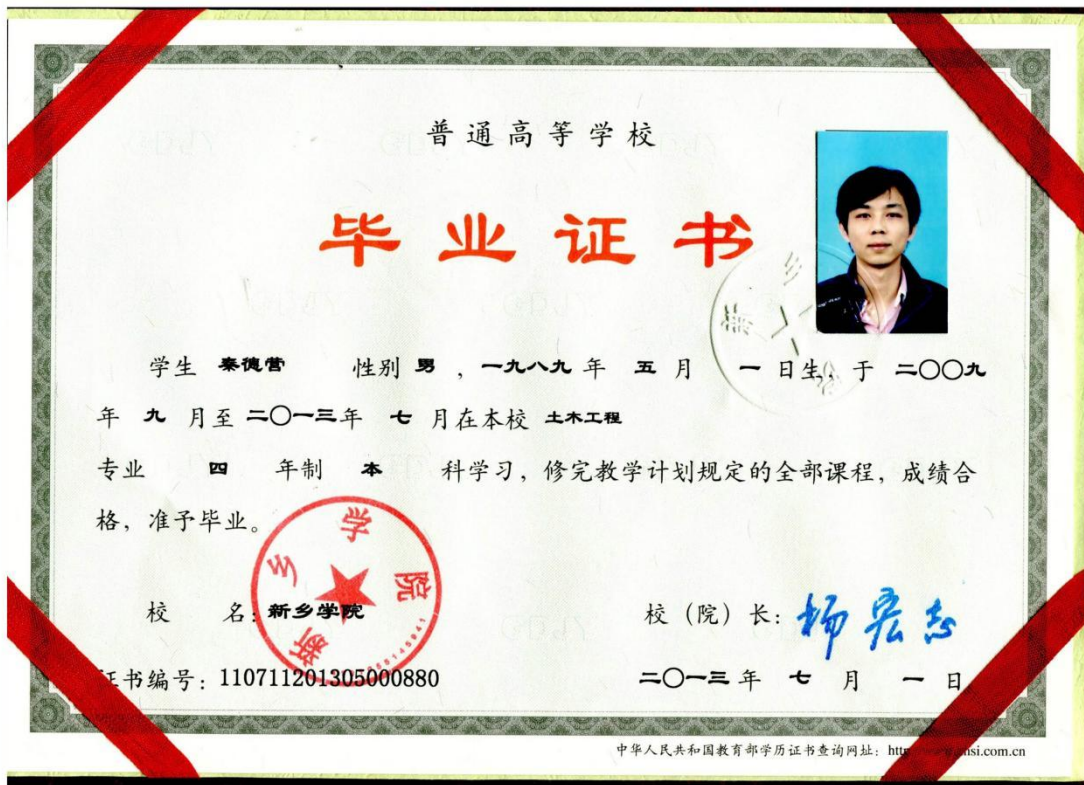 普通高等学校
毕业证书
学生 秦德营 性别 男 ，一九八九 年 五 月 一 日生，于 二〇〇九
年 九 月至 二〇一三年 七 月在本校 土木工程
专业 四 年制 本 科学习，修完教学计划规定的全部课程，成绩合
格，准予毕业。
新乡学院
校 名：新乡学院
校（院）长：杨宏志
证书编号：110711201305000880
二〇一三 年 七 月 一 日
中华人民共和国教育部学历证书查询网址：http
si.com.cn